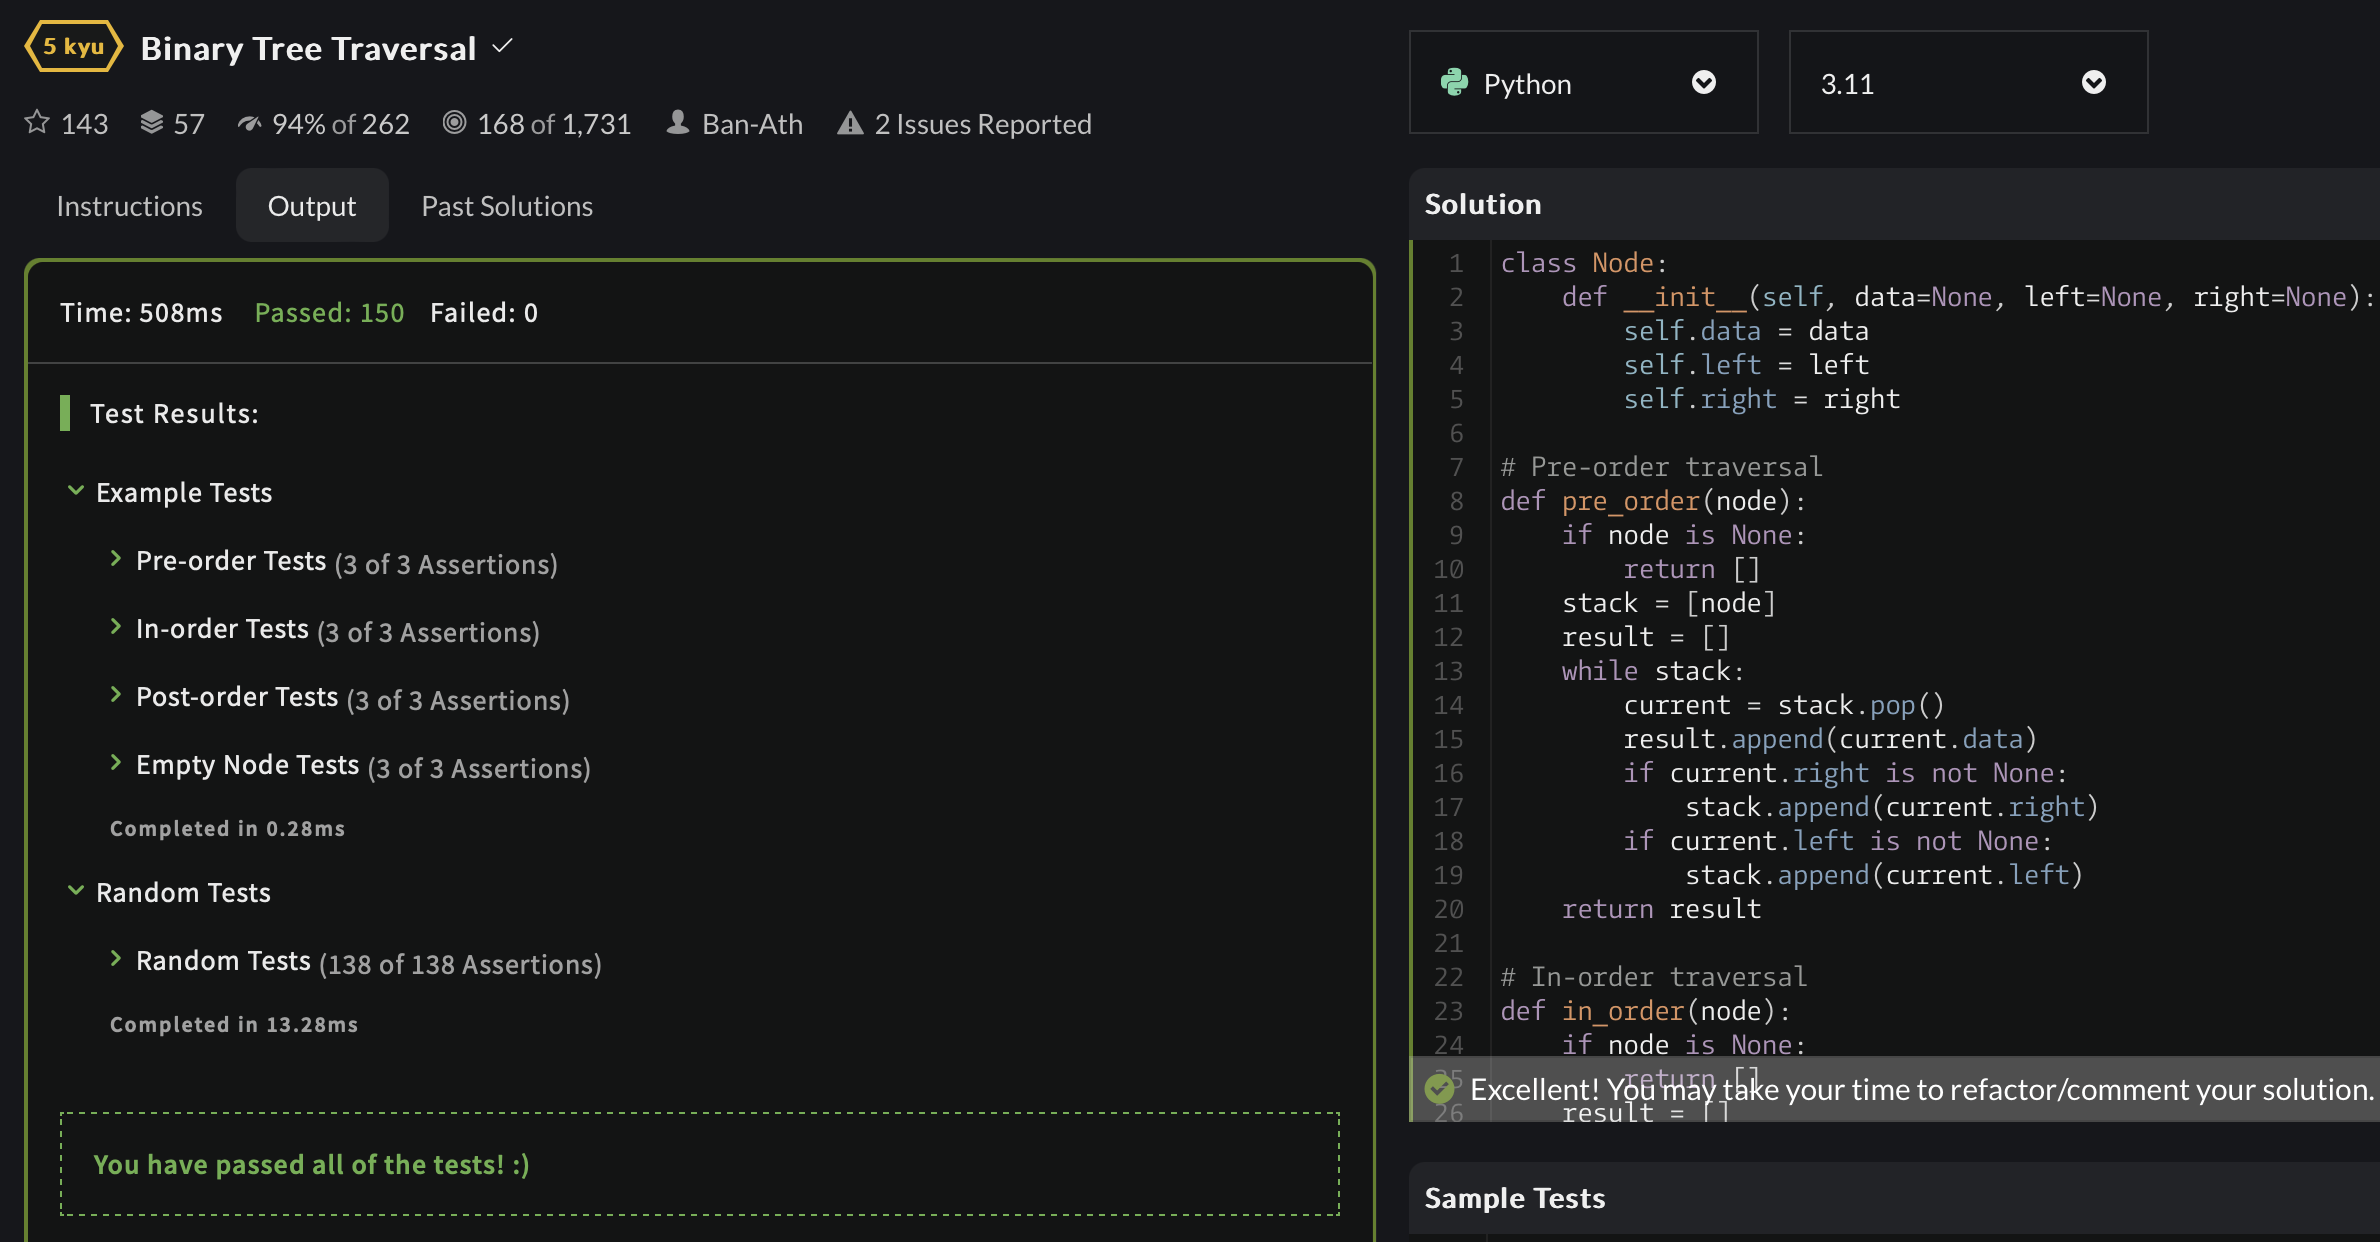 5 kyu Binary Tree Traversal
143 57 94% of 262 168 of 1,731 Ban-Ath 2 Issues Reported
Instructions Output Past Solutions
Time: 508ms Passed: 150 Failed: 0
Test Results:
Example Tests
Pre-order Tests (3 of 3 Assertions)
In-order Tests (3 of 3 Assertions)
Post-order Tests (3 of 3 Assertions)
Empty Node Tests (3 of 3 Assertions)
Completed in 0.28ms
Random Tests
Random Tests (138 of 138 Assertions)
Completed in 13.28ms
You have passed all of the tests! :)
Python 3.11
Solution
1 class Node:
2     def __init__(self, data=None, left=None, right=None):
3         self.data = data
4         self.left = left
5         self.right = right
6
7 # Pre-order traversal
8 def pre_order(node):
9     if node is None:
10         return []
11     stack = [node]
12     result = []
13     while stack:
14         current = stack.pop()
15         result.append(current.data)
16         if current.right is not None:
17             stack.append(current.right)
18         if current.left is not None:
19             stack.append(current.left)
20     return result
21
22 # In-order traversal
23 def in_order(node):
24     if node is None:
25         return []
Excellent! You may take your time to refactor/comment your solution.
26     result = []
Sample Tests